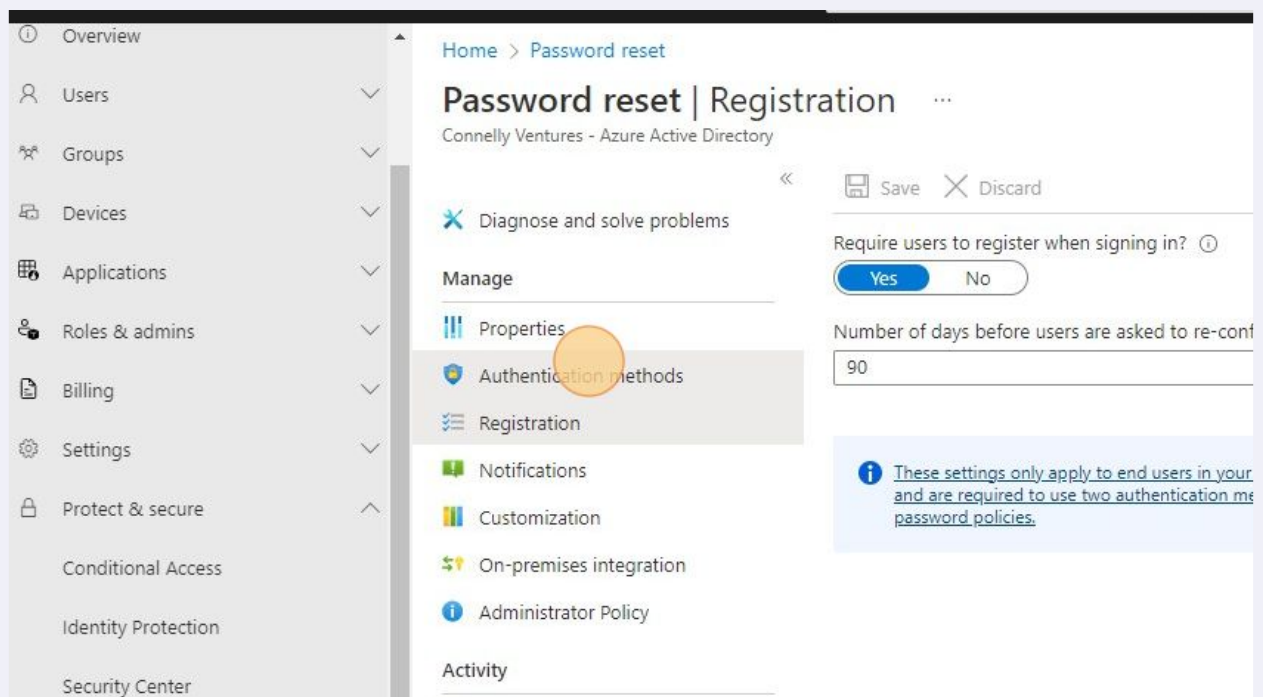 Overview
Users
Groups
Devices
Applications
Roles & admins
Billing
Settings
Protect & secure
Conditional Access
Identity Protection
Security Center
Home > Password reset
Password reset | Registration ...
Connelly Ventures - Azure Active Directory
«
Diagnose and solve problems
Manage
Properties
Authentication methods
Registration
Notifications
Customization
On-premises integration
Administrator Policy
Activity
Save Discard
Require users to register when signing in?
Yes No
Number of days before users are asked to re-conf
90
These settings only apply to end users in your
and are required to use two authentication me
password policies.